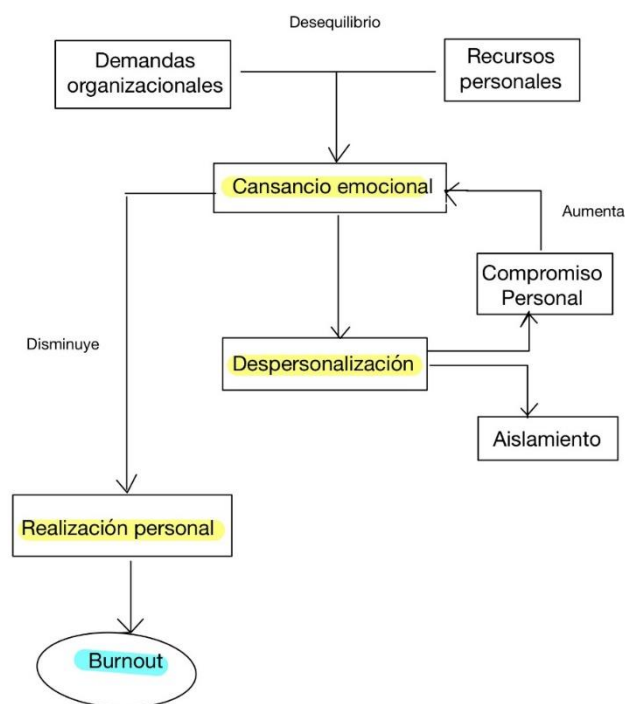 Desequilibrio
Demandas
organizacionales
Recursos
personales
Cansancio emocional
Aumenta
Compromiso
Personal
Disminuye
Despersonalización
Aislamiento
Realización personal
Burnout